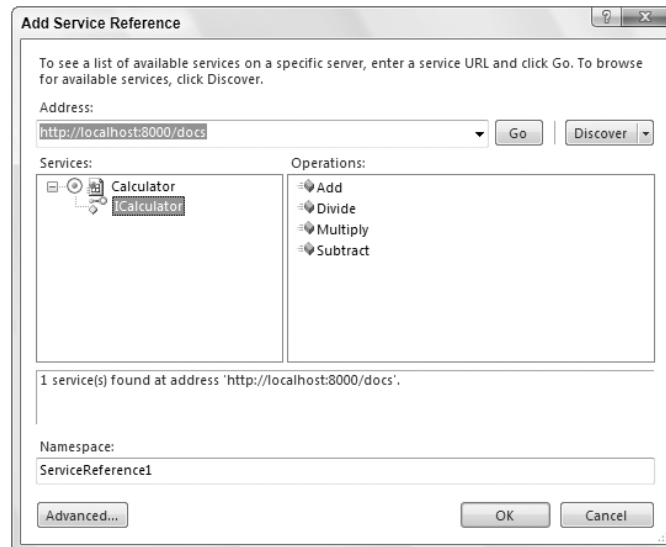 Add Service Reference
To see a list of available services on a specific server, enter a service URL and click Go. To browse
for available services, click Discover.
Address:
http://localhost:8000/docs
Go
Discover
Services:
Operations:
Calculator
ICalculator
Add
Divide
Multiply
Subtract
1 service(s) found at address 'http://localhost:8000/docs'.
Namespace:
ServiceReference1
Advanced...
OK
Cancel